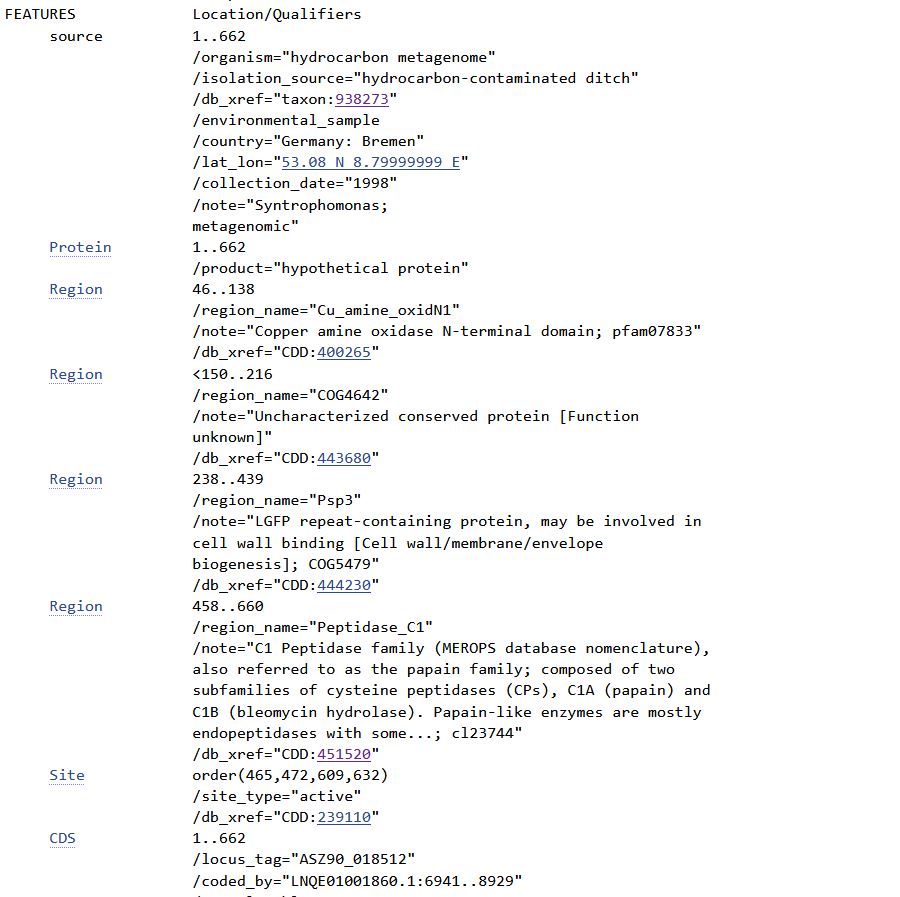 FEATURES Location/Qualifiers
source 1..662
/organism="hydrocarbon metagenome"
/isolation_source="hydrocarbon-contaminated ditch"
/db_xref="taxon:938273"
/environmental_sample
/country="Germany: Bremen"
/lat_lon="53.08 N 8.79999999 E"
/collection_date="1998"
/note="Syntrophomonas;
metagenomic"
Protein 1..662
/product="hypothetical protein"
Region 46..138
/region_name="Cu_amine_oxidN1"
/note="Copper amine oxidase N-terminal domain; pfam07833"
/db_xref="CDD:400265"
Region <150..216
/region_name="COG4642"
/note="Uncharacterized conserved protein [Function
unknown]"
/db_xref="CDD:443680"
Region 238..439
/region_name="Psp3"
/note="LGFP repeat-containing protein, may be involved in
cell wall binding [Cell wall/membrane/envelope
biogenesis]; COG5479"
/db_xref="CDD:444230"
Region 458..660
/region_name="Peptidase_C1"
/note="C1 Peptidase family (MEROPS database nomenclature),
also referred to as the papain family; composed of two
subfamilies of cysteine peptidases (CPs), C1A (papain) and
C1B (bleomycin hydrolase). Papain-like enzymes are mostly
endopeptidases with some...; cl23744"
/db_xref="CDD:451520"
Site order(465,472,609,632)
/site_type="active"
/db_xref="CDD:239110"
CDS 1..662
/locus_tag="ASZ90_018512"
/coded_by="LNQE01001860.1:6941..8929"